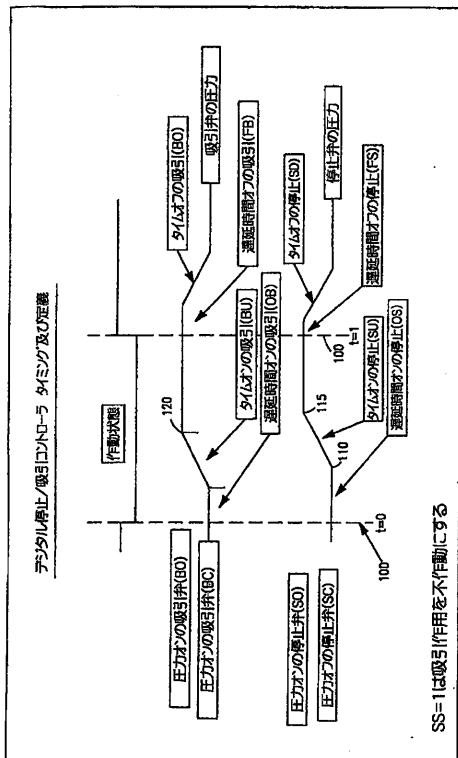 デジタル停止/吸引コントローラ タイミング及び定義
作動状態
圧力オンの吸引弁(BO)
圧力オンの吸引弁(BC)
120
タイムオンの吸引(BU)
遅延時間オンの吸引(OB)
タイムオフの吸引(BD)
吸引弁の圧力
遅延時間オフの吸引(FB)
圧力オンの停止弁(SO)
圧力オフの停止弁(SC)
110
115
タイムオンの停止(SU)
遅延時間オンの停止(OS)
タイムオフの停止(SD)
停止弁の圧力
遅延時間オフの停止(FS)
t=0
100
100
t=1
SS=1は吸引作用を不作動にする